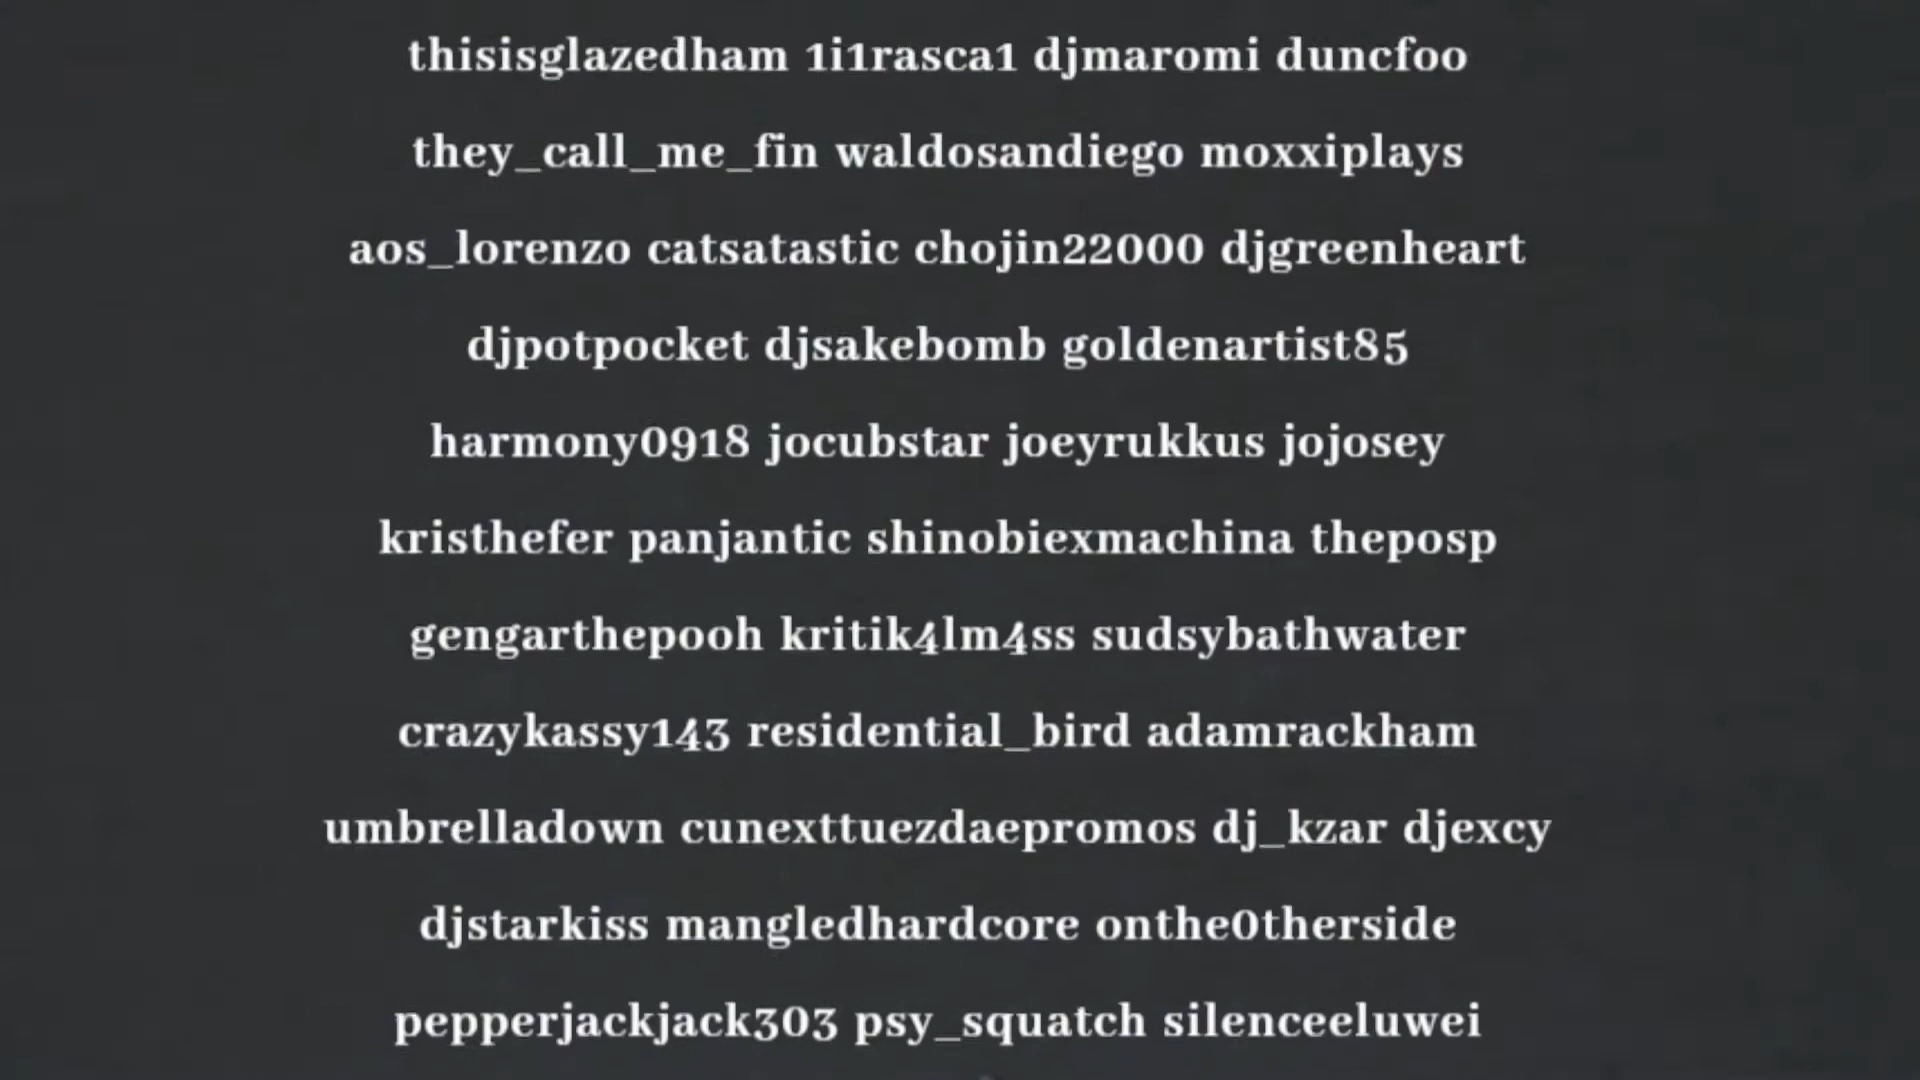 thisisglazedham 1i1rasca1 djmaromi duncfoo
they_call_me_fin waldosandiego moxxiplays
aos_lorenzo catsatastic chojin22000 djgreenheart
djpotpocket djsakebomb goldenartist85
harmony0918 jocubstar joeyrukkus jojosey
kristhefer panjantic shinobiexmachina theposp
gengarthepooh kritik4lm4ss sudsybathwater
crazykassy143 residential_bird adamrackham
umbrelladown cunexttuezdaepromos dj_kzar djexcy
djstarkiss mangledhardcore onthe0therside
pepperjackjack303 psy_squatch silenceeluwei